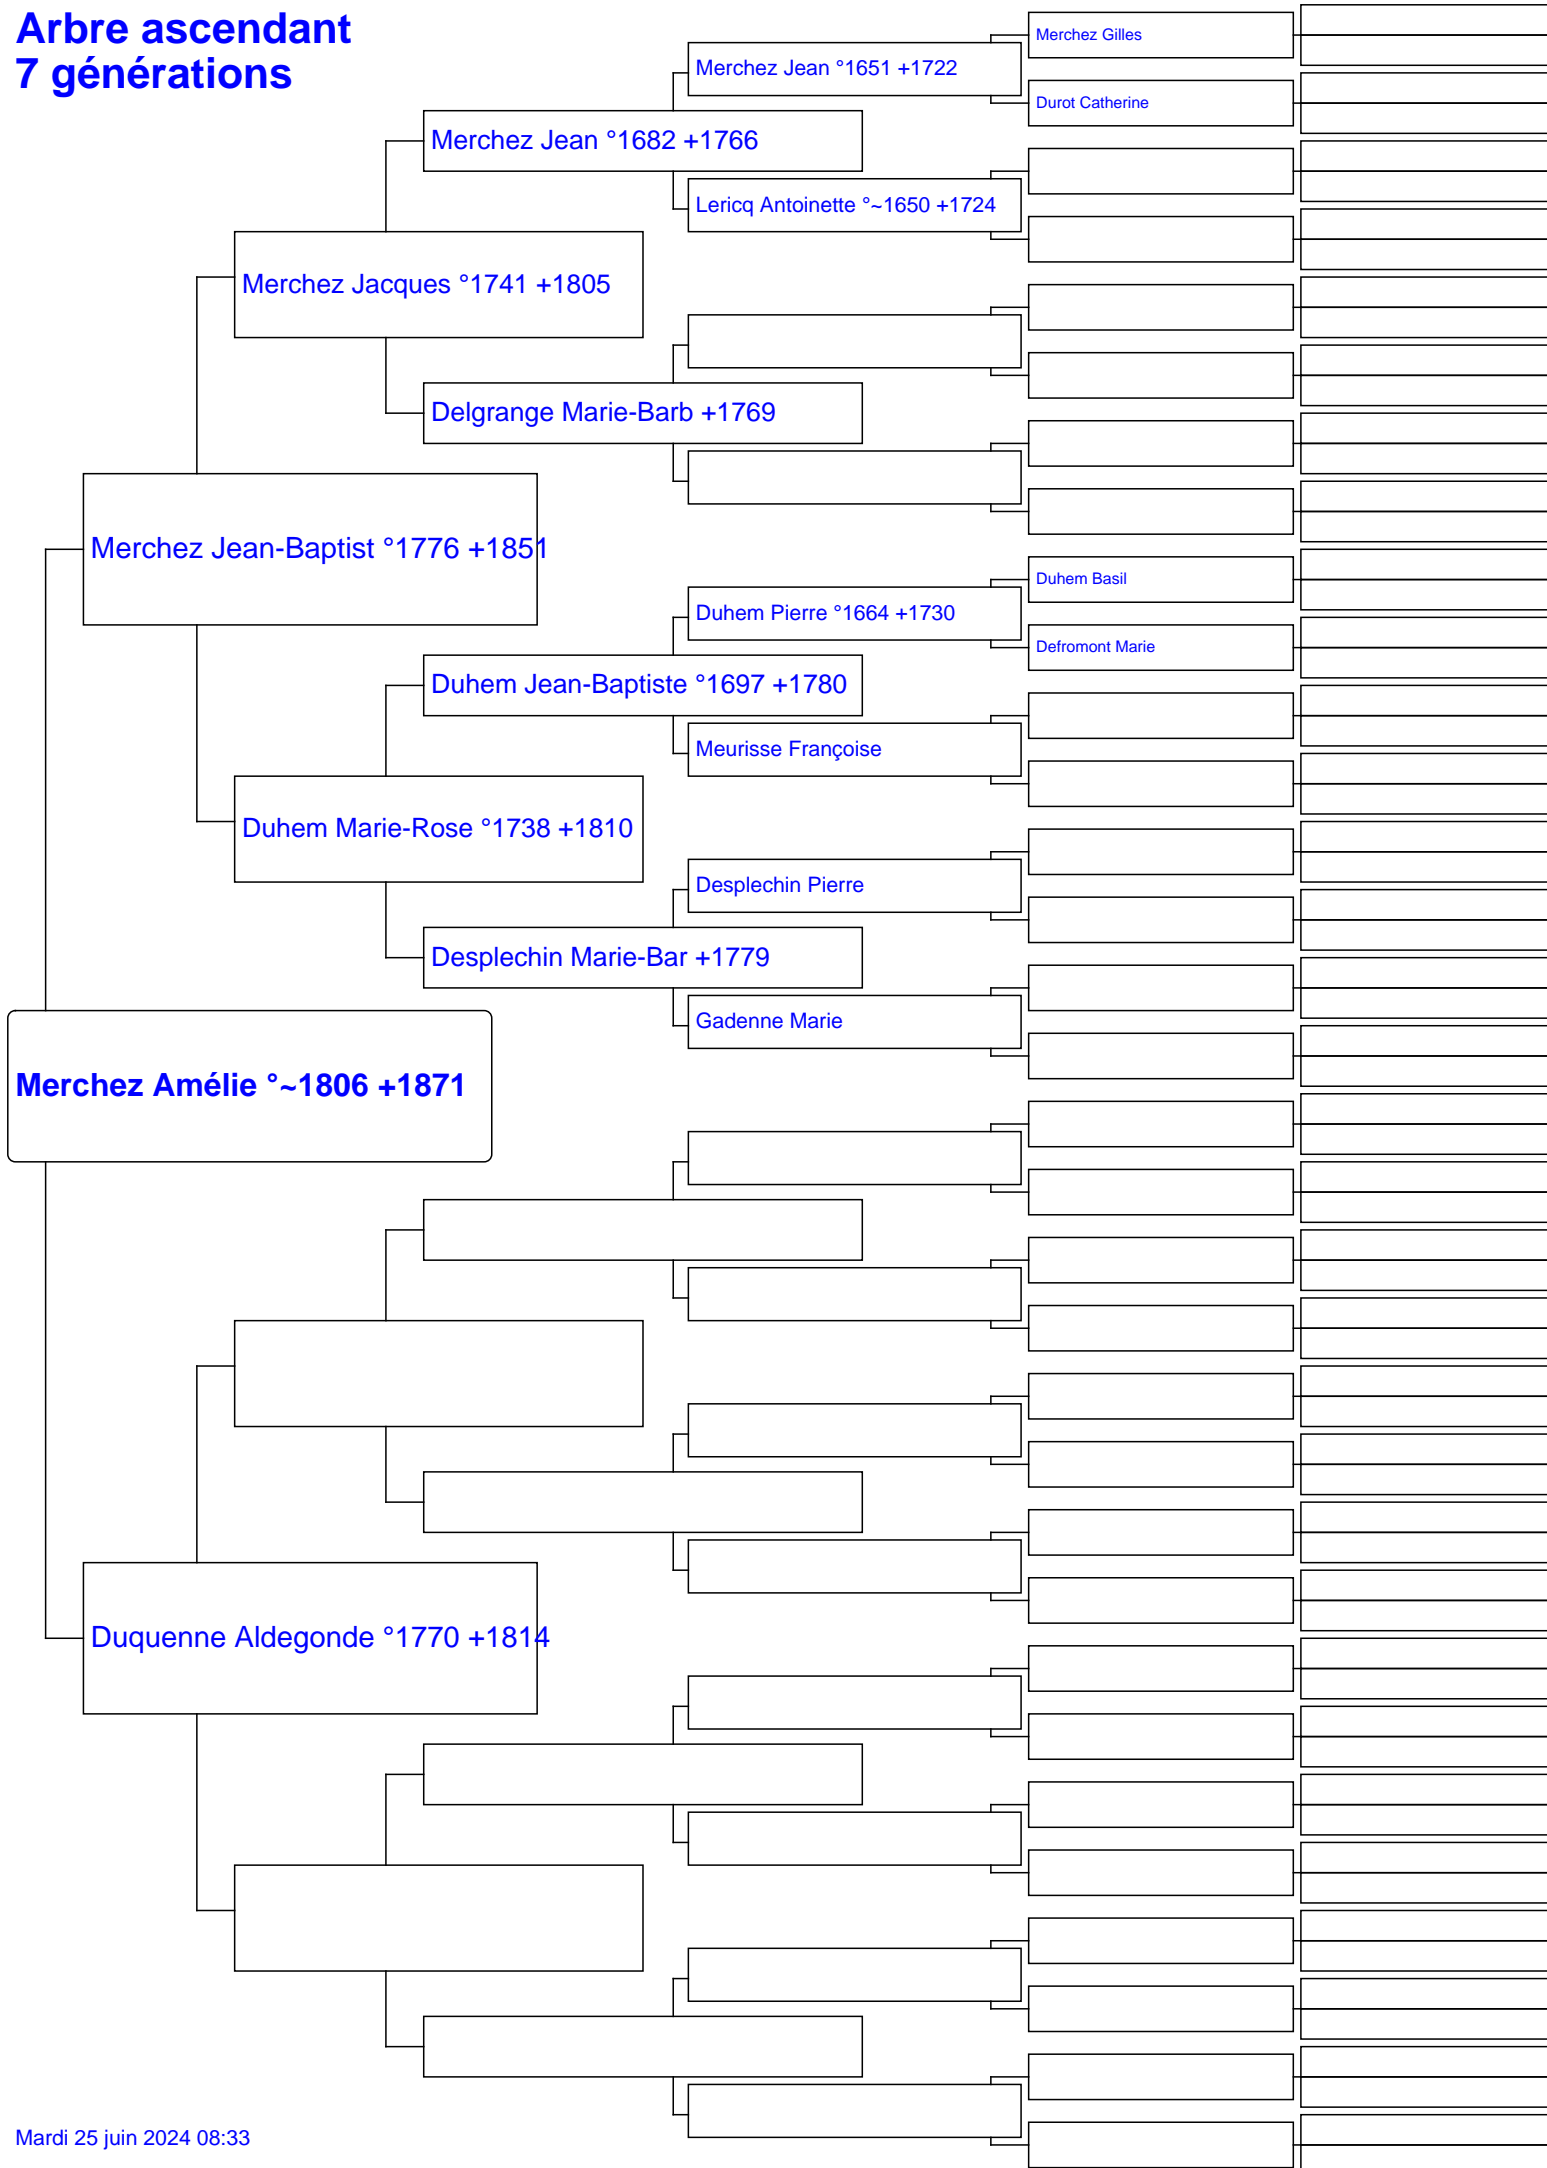 Arbre ascendant
7 générations
Merchez Gilles
Merchez Jean °1651 +1722
Durot Catherine
Merchez Jean °1682 +1766
Lericq Antoinette °~1650 +1724
Merchez Jacques °1741 +1805
Delgrange Marie-Barb +1769
Merchez Jean-Baptist °1776 +1851
Duhem Basil
Duhem Pierre °1664 +1730
Defromont Marie
Duhem Jean-Baptiste °1697 +1780
Meurisse Françoise
Duhem Marie-Rose °1738 +1810
Desplechin Pierre
Desplechin Marie-Bar +1779
Gadenne Marie
Merchez Amélie °~1806 +1871
Duquenne Aldegonde °1770 +1814
Mardi 25 juin 2024 08:33